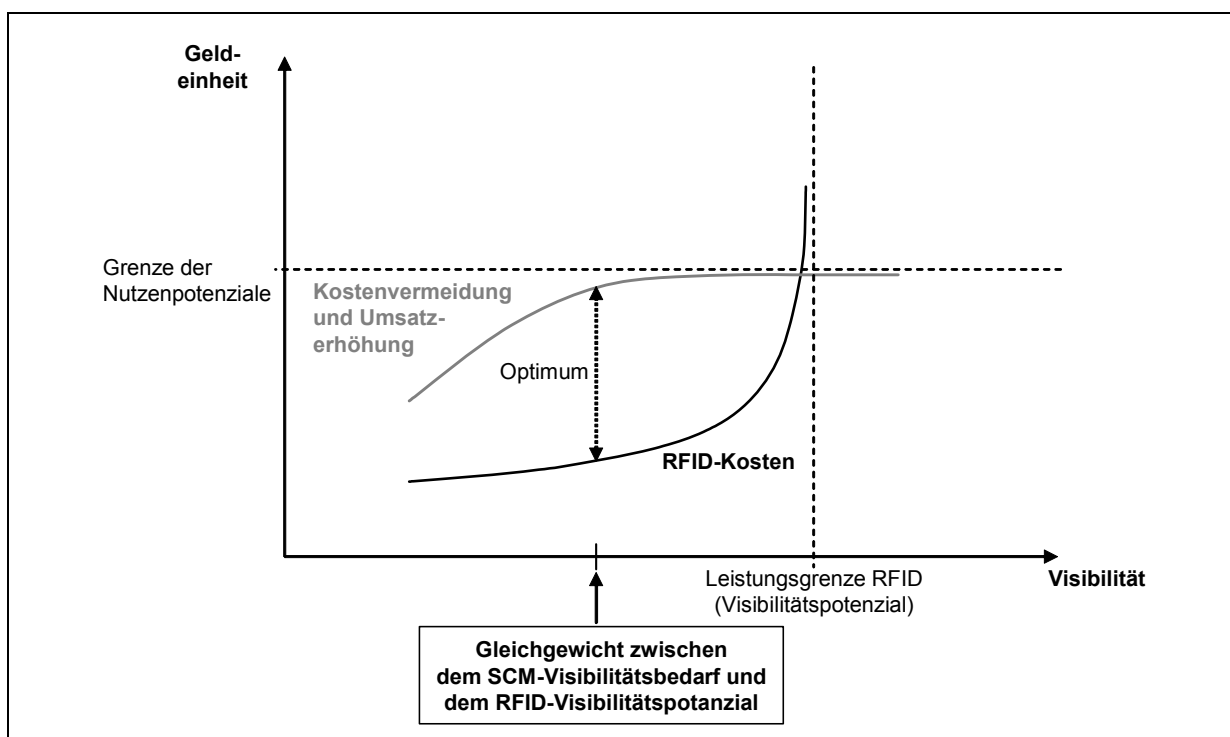 Geld-
einheit
Grenze der
Nutzenpotenziale
Kostenvermeidung
und Umsatz-
erhöhung
Optimum
RFID-Kosten
Leistungsgrenze RFID
(Visibilitätspotenzial)
Visibilität
Gleichgewicht zwischen
dem SCM-Visibilitätsbedarf und
dem RFID-Visibilitätspotanzial